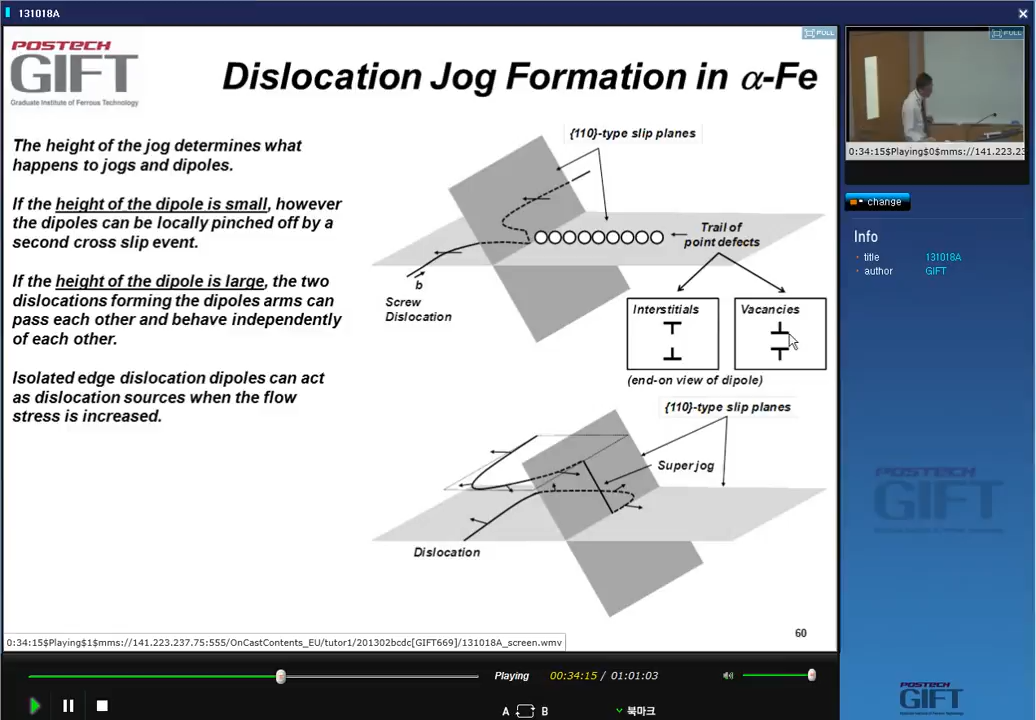 131018A
POSTECH
GIFT
Graduate Institute of Ferrous Technology
FULL
Dislocation Jog Formation in α-Fe
The height of the jog determines what
happens to jogs and dipoles.
If the height of the dipole is small, however
the dipoles can be locally pinched off by a
second cross slip event.
If the height of the dipole is large, the two
dislocations forming the dipoles arms can
pass each other and behave independently
of each other.
Isolated edge dislocation dipoles can act
as dislocation sources when the flow
stress is increased.
{110}-type slip planes
Trail of
point defects
b
Screw
Dislocation
Interstitials
Vacancies
(end-on view of dipole)
{110}-type slip planes
Super jog
Dislocation
60
0:34:15$Playing$1$mms://141.223.237.75:555/OnCastContents_EU/tutor1/201302bcdc[GIFT669]/131018A_screen.wmv
Playing
00:34:15 / 01:01:03
A B
북마크
FULL
0:34:15$Playing$0$mms://141.223.23
change
Info
title 131018A
author GIFT
POSTECH
GIFT
POSTECH
GIFT